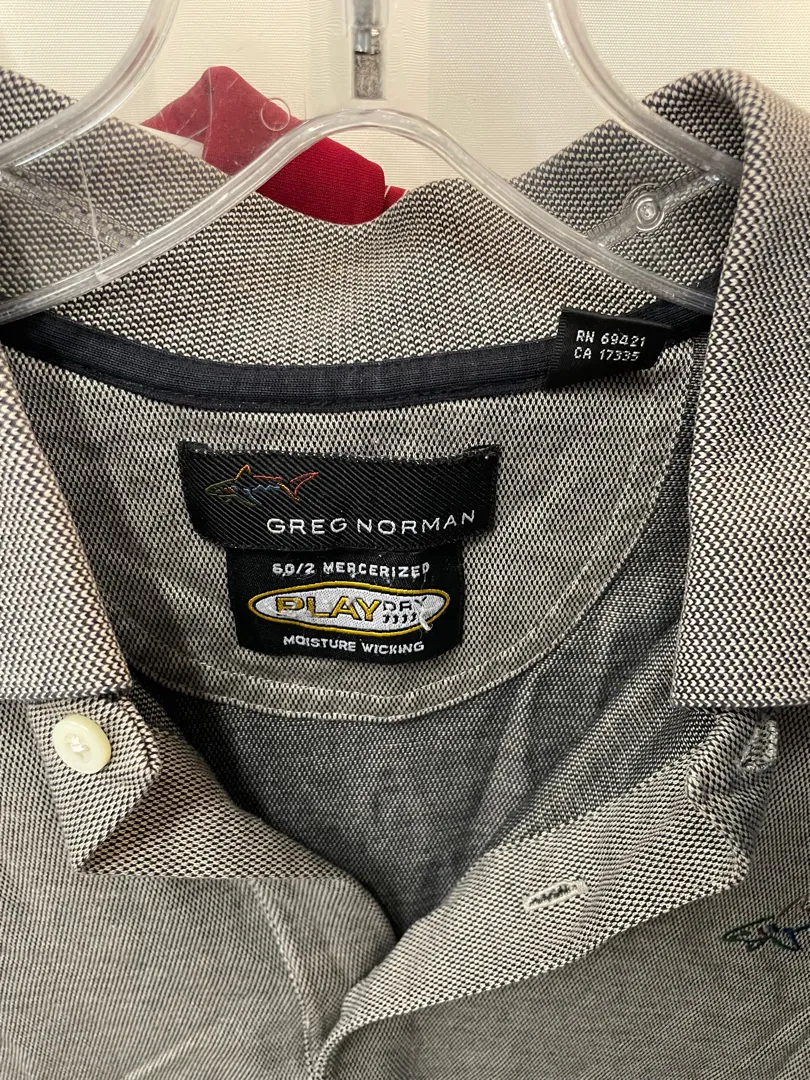 RN 69421
CA 17335
GREG NORMAN
60/2 MERCERIZED
PLAY DRY
MOISTURE WICKING